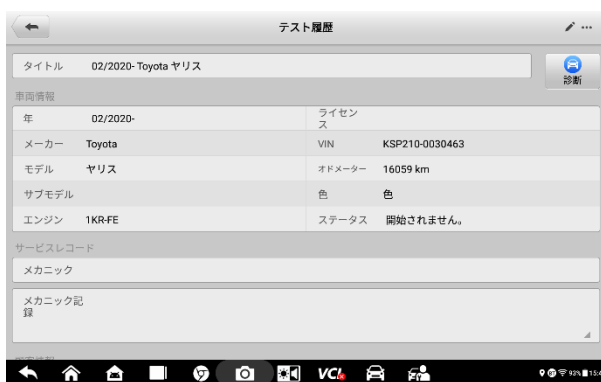 テスト履歴
タイトル 02/2020- Toyota ヤリス
診断
車両情報
年 02/2020-
ライセン
ス
メーカー Toyota
VIN KSP210-0030463
モデル ヤリス
オドメーター 16059 km
サブモデル
色 色
エンジン 1KR-FE
ステータス 開始されません。
サービスレコード
メカニック
メカニック記
録
VCI
93%